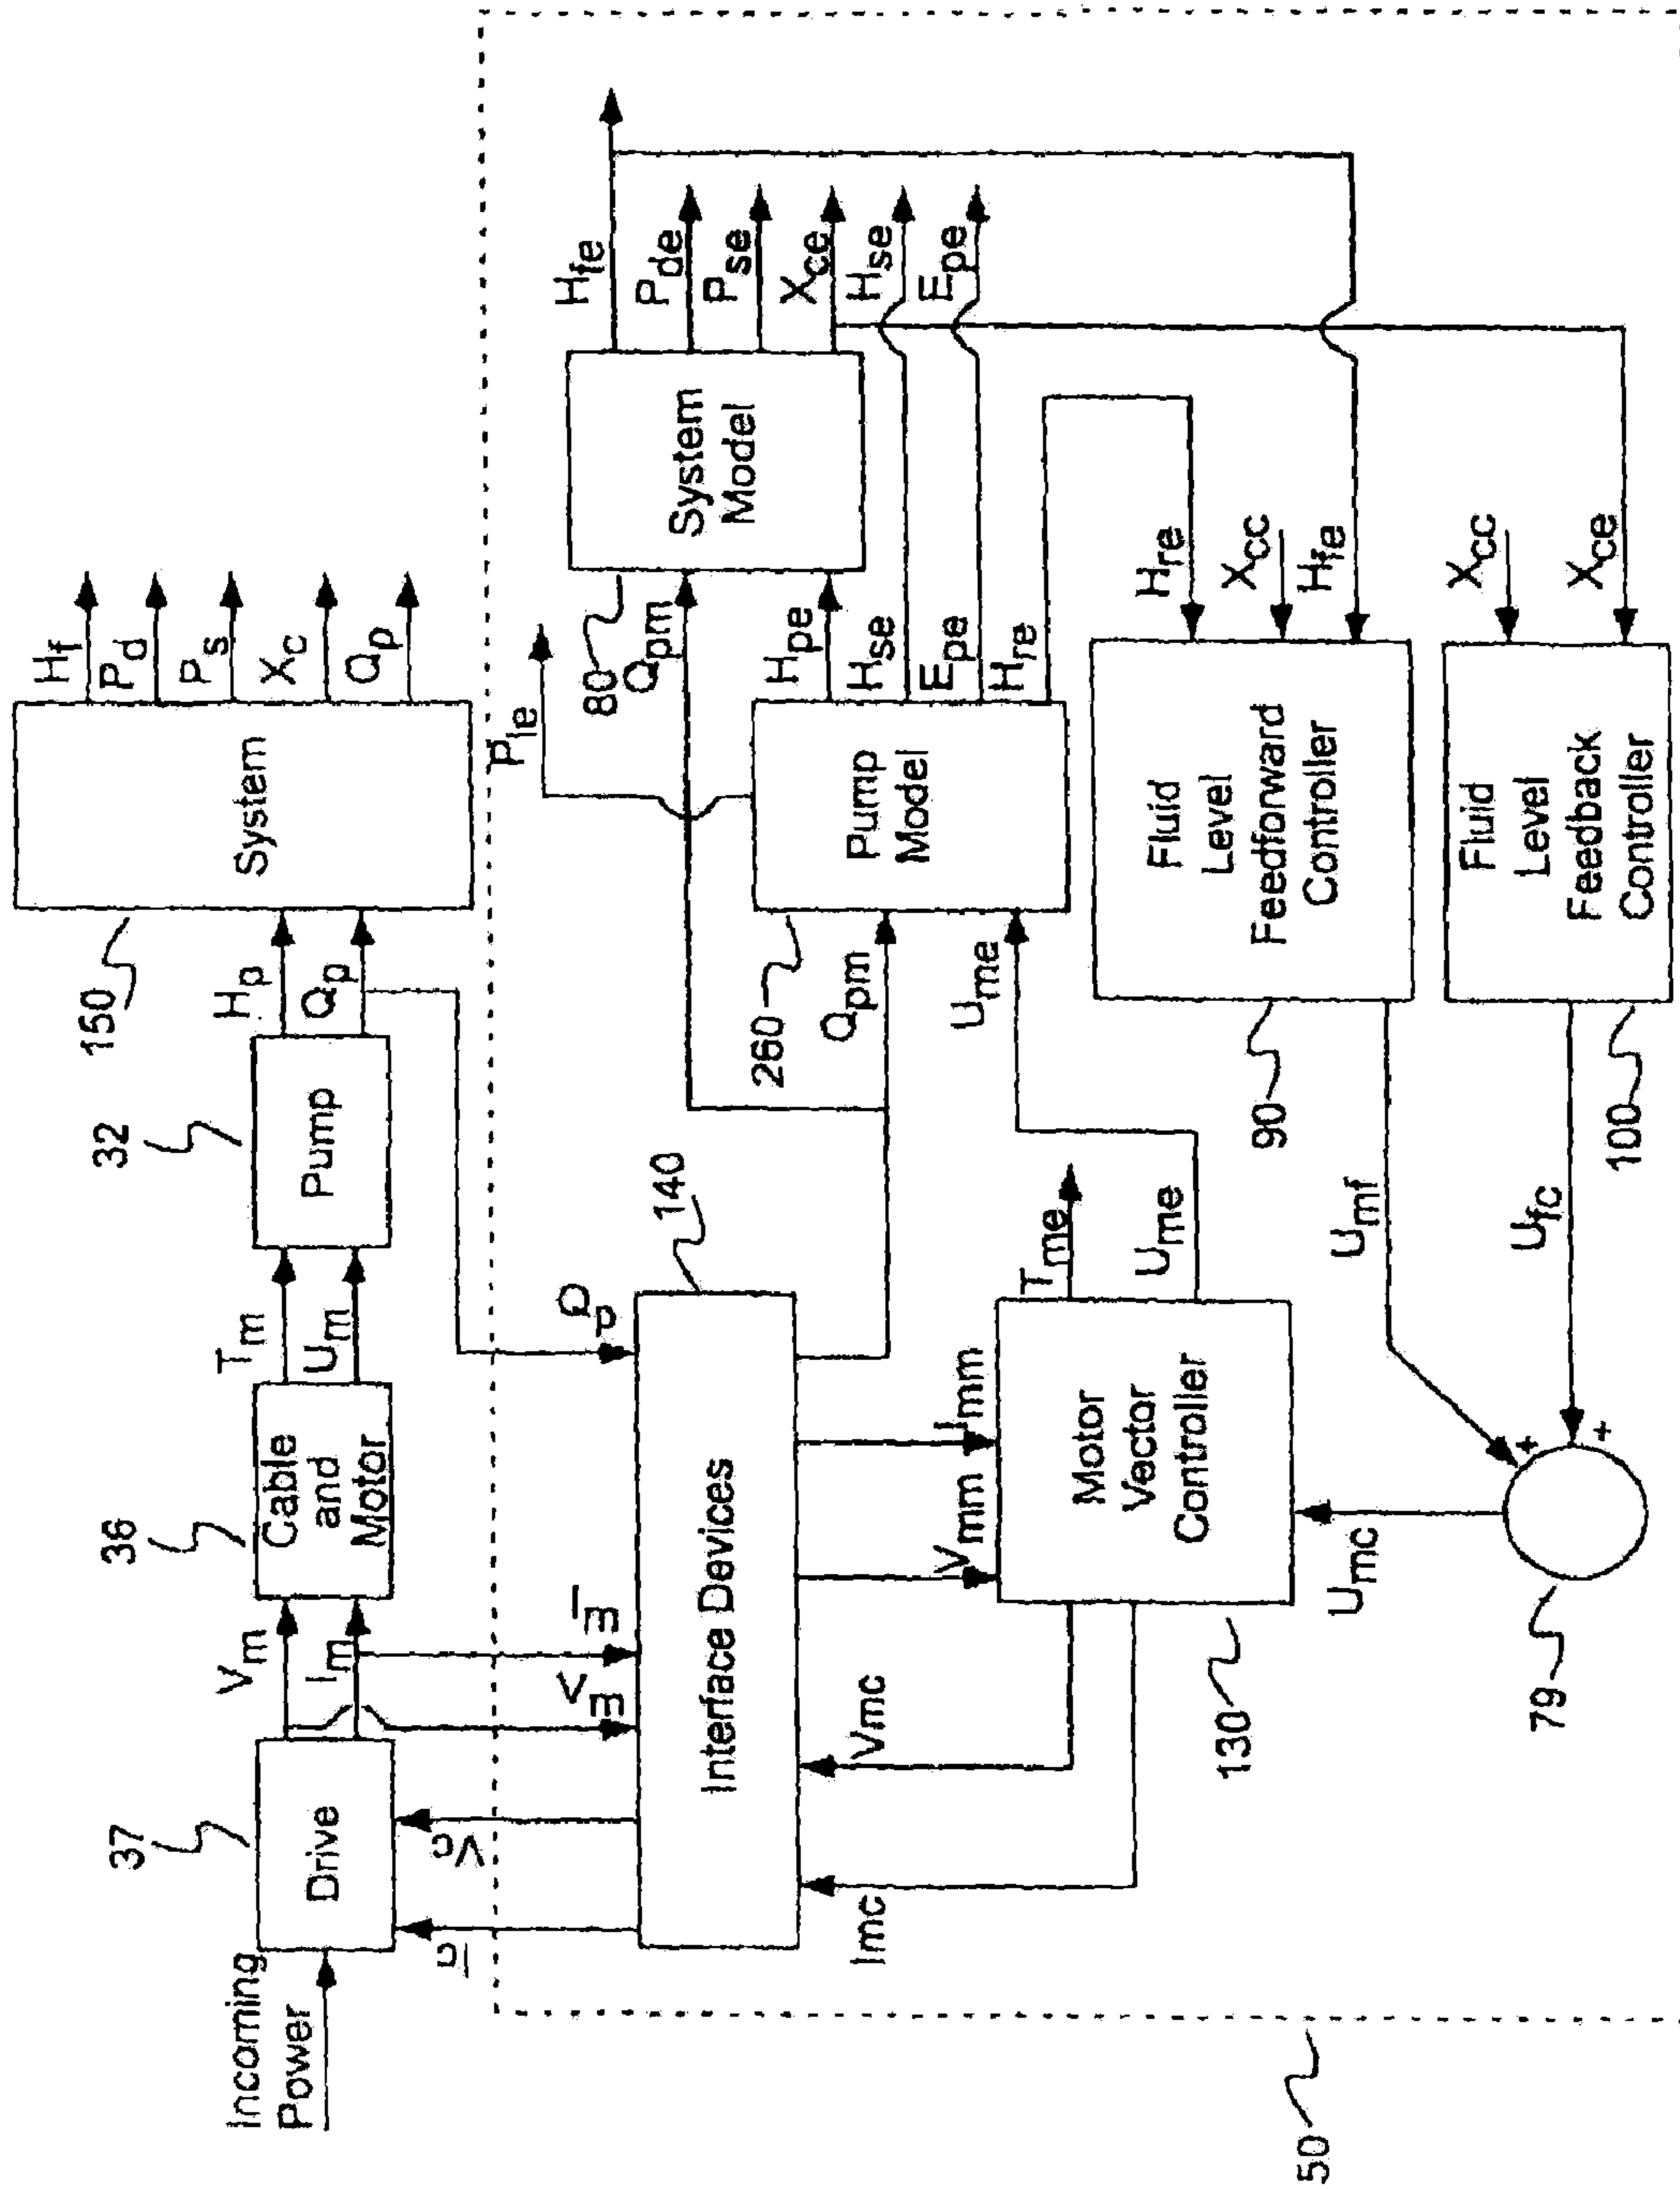 Incoming
Power
37
Drive
Vm
Im
36
Cable
and
Motor
Tm
Um
32
Pump
Hp
Qp
150
System
Hf
Pd
Ps
Xc
Qp
Ic
Vc
Vm
Im
Qp
140
Interface Devices
Imc
Vmc
Vmm
Imm
Qpm
Ple
80
Qpm
System
Model
Hfe
Pde
Pse
Xce
Hse
Epe
260
Pump
Model
Hpe
Hse
Epe
Hre
Ume
130
Motor
Vector
Controller
Tme
Ume
90
Fluid
Level
Feedforward
Controller
Hre
Xcc
Hfe
Umf
100
Fluid
Level
Feedback
Controller
Xcc
Xce
Ufc
+
+
Umc
79
50